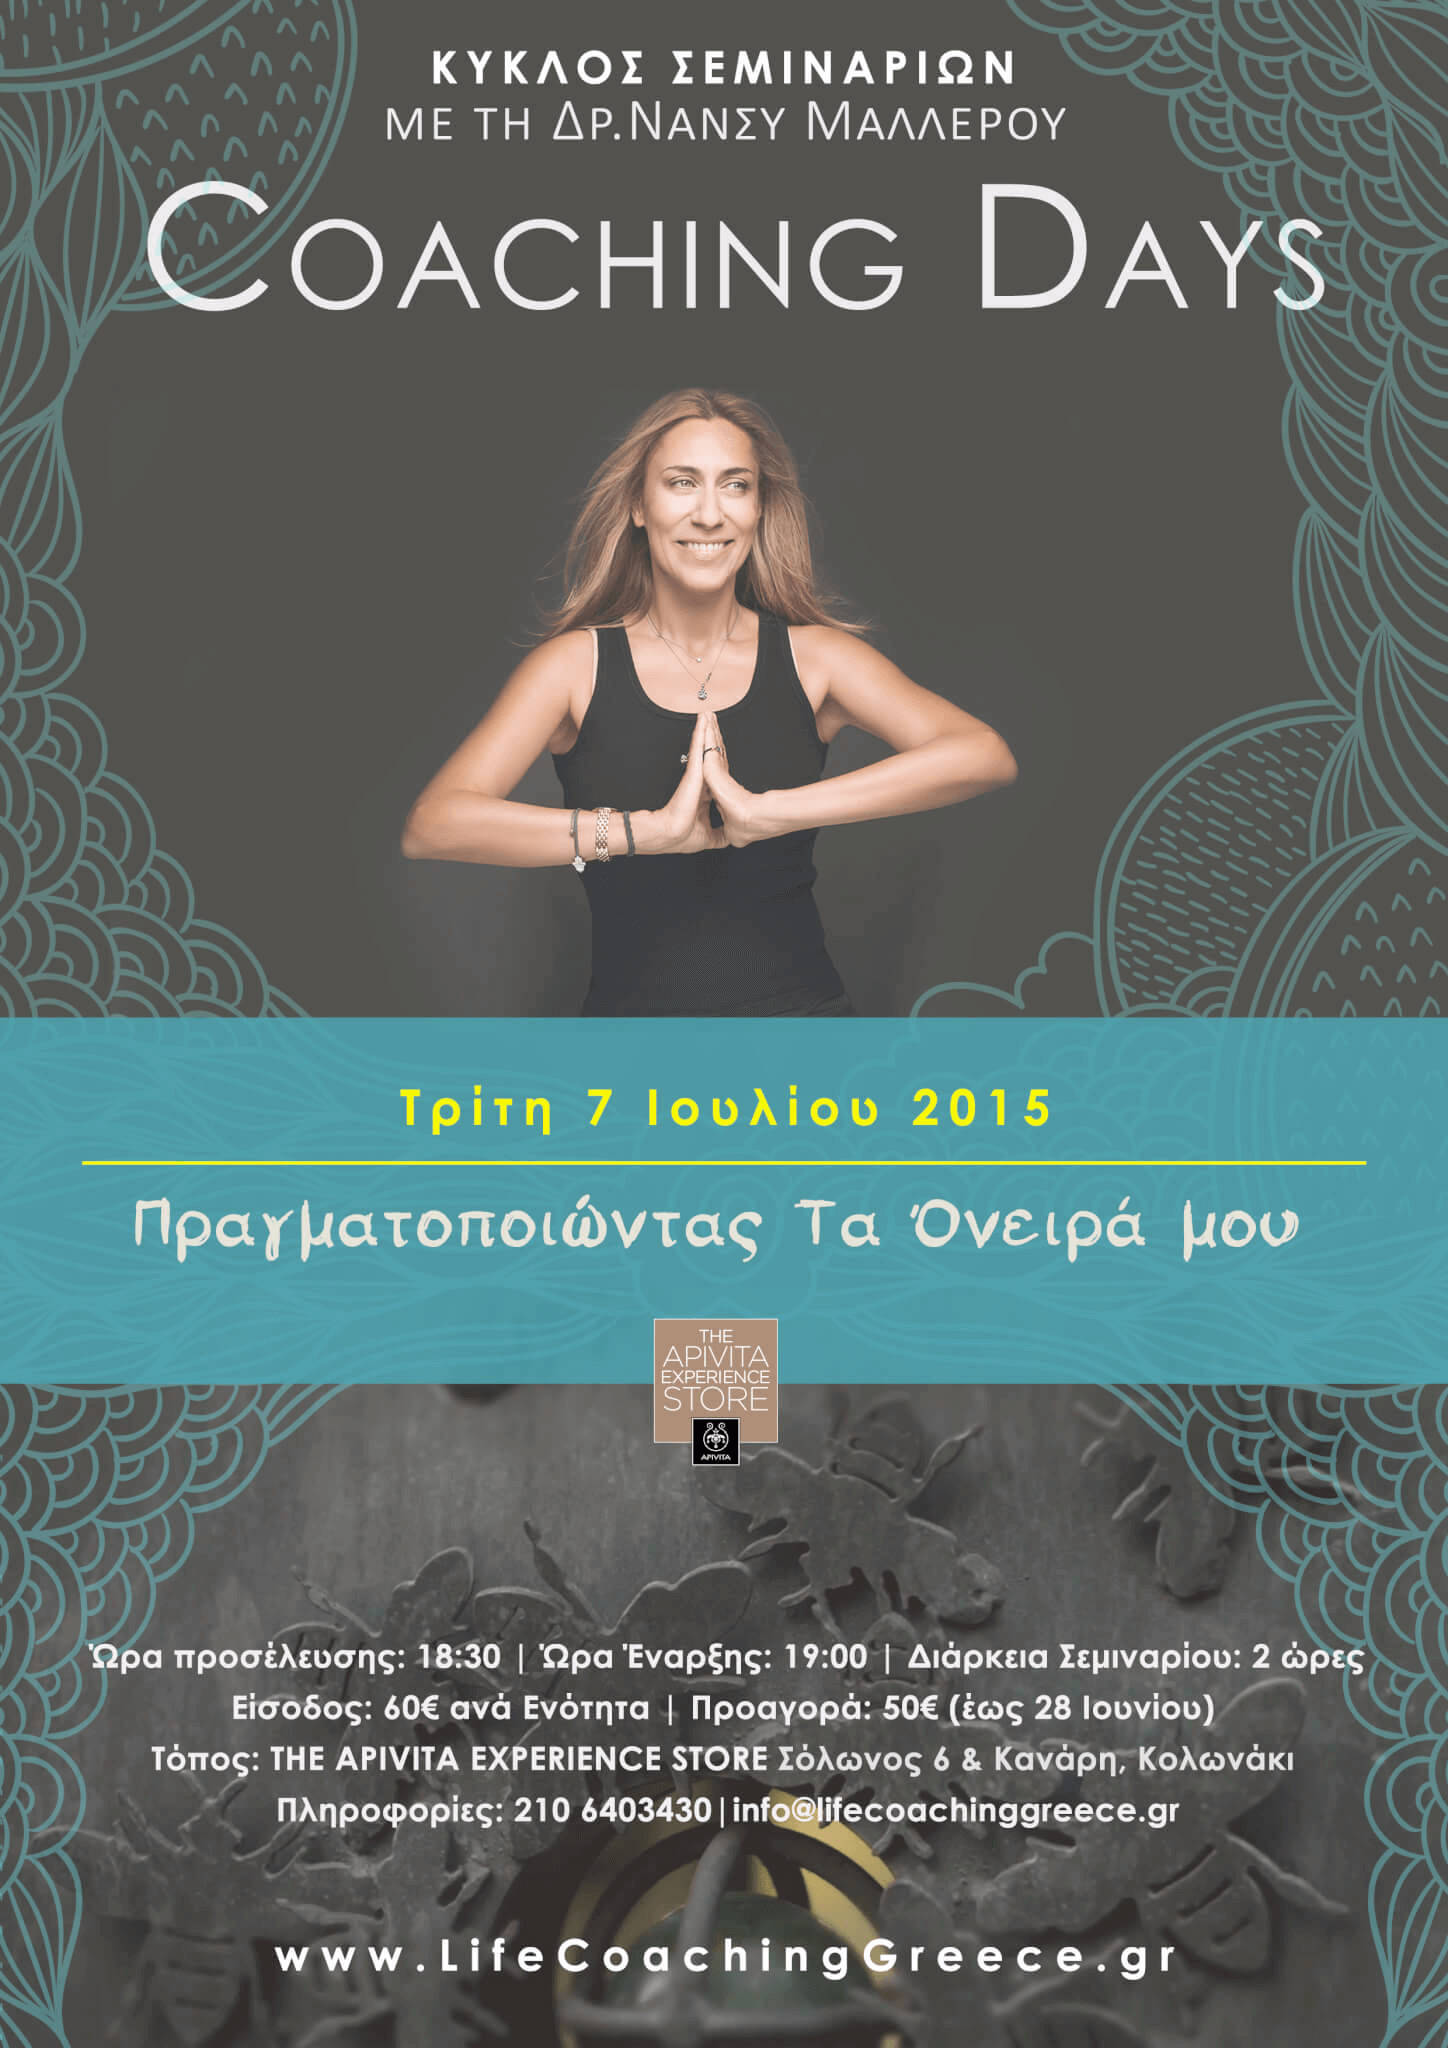 ΚΥΚΛΟΣ ΣΕΜΙΝΑΡΙΩΝ
ΜΕ ΤΗ ΔΡ.ΝΑΝΣΥ ΜΑΛΛΕΡΟΥ
COACHING DAYS
Τρίτη 7 Ιουλίου 2015
Πραγματοποιώντας Τα Όνειρά μου
THE
APIVITA
EXPERIENCE
STORE
APIVITA
Ώρα προσέλευσης: 18:30 | Ώρα Έναρξης: 19:00 | Διάρκεια Σεμιναρίου: 2 ώρες
Είσοδος: 60€ ανά Ενότητα | Προαγορά: 50€ (έως 28 Ιουνίου)
Τόπος: THE APIVITA EXPERIENCE STORE Σόλωνος 6 & Κανάρη, Κολωνάκι
Πληροφορίες: 210 6403430|info@lifecoachinggreece.gr
www.LifeCoachingGreece.gr